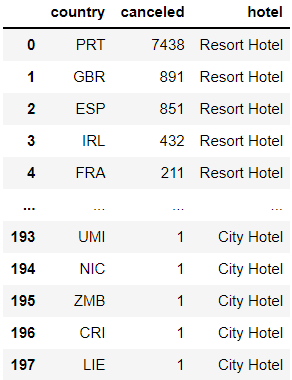 country canceled hotel
0 PRT 7438 Resort Hotel
1 GBR 891 Resort Hotel
2 ESP 851 Resort Hotel
3 IRL 432 Resort Hotel
4 FRA 211 Resort Hotel
... ... ... ...
193 UMI 1 City Hotel
194 NIC 1 City Hotel
195 ZMB 1 City Hotel
196 CRI 1 City Hotel
197 LIE 1 City Hotel